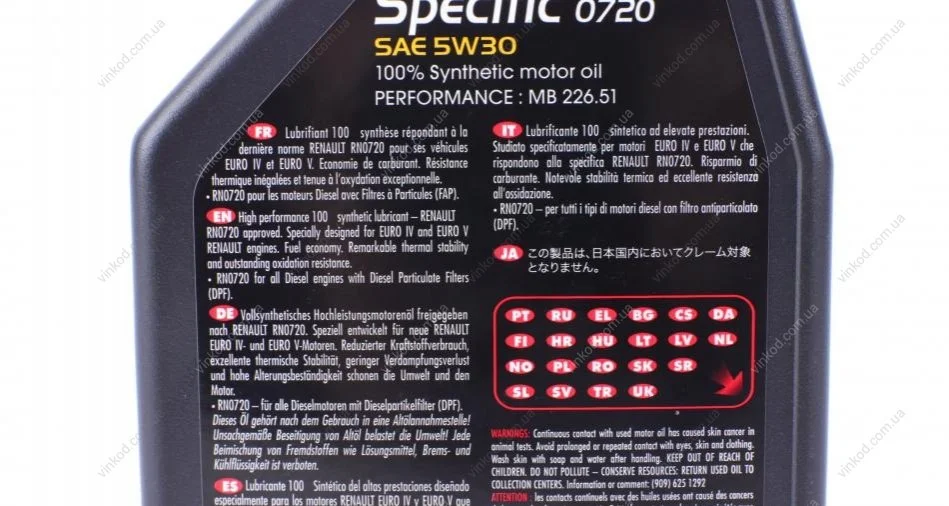 Specific 0720
SAE 5W30
100% Synthetic motor oil
PERFORMANCE : MB 226.51
FR Lubrifiant 100 synthèse répondant à la
dernière norme RENAULT RN0720 pour ses véhicules
EURO IV et EURO V. Economie de carburant. Résistance
thermique inégalées et tenue à l'oxydation exceptionnelle.
• RN0720 pour les moteurs Diesel avec Filtres à Particules (FAP).
EN High performance 100 synthetic lubricant – RENAULT
RN0720 approved. Specially designed for EURO IV and EURO V
RENAULT engines. Fuel economy. Remarkable thermal stability
and outstanding oxidation resistance.
• RN0720 for all Diesel engines with Diesel Particulate Filters
(DPF).
DE Vollsynthetisches Hochleistungsmotorenöl freigegeben
nach RENAULT RN0720. Speziell entwickelt für neue RENAULT
EURO IV- und EURO V-Motoren. Reduzierter Kraftstoffverbrauch,
exzellente thermische Stabilität, geringer Verdampfungsverlust
und hohe Alterungsbeständigkeit schonen die Umwelt und den
Motor.
• RN0720 – für alle Dieselmotoren mit Dieselpartikelfilter (DPF).
Dieses Öl gehört nach dem Gebrauch in eine Altölannahmestelle!
Unsachgemäße Beseitigung von Altöl belastet die Umwelt! Jede
Beimischung von Fremdstoffen wie Lösungsmittel, Brems- und
Kühlflüssigkeit ist verboten.
ES Lubricante 100 Sintético del altas prestaciones diseñado
especialmente para los motores RENAULT EURO IV y EURO V que
IT Lubrificante 100 sintetico ad elevate prestazioni.
Studiato specificatamente per motori EURO IV e EURO V che
rispondono alla specifica RENAULT RN0720. Risparmio di
carburante. Notevole stabilità termica ed eccellente resistenza
all'ossidazione.
• RN0720 – per tutti i tipi di motori diesel con filtro antiparticolato
(DPF).
JA この製品は、日本国内においてクレーム対象
となりません。
PT RU EL BG CS DA
FI HR HU LT LV NL
NO PL RO SK SR
SL SV TR UK
WARNINGS: Continuous contact with used motor oil has caused skin cancer in
animal tests. Avoid prolonged or repeated contact with eyes, skin and clothing.
Wash skin with soap and water after handling. KEEP OUT OF REACH OF
CHILDREN. DO NOT POLLUTE – CONSERVE RESOURCES: RETURN USED OIL TO
COLLECTION CENTERS. Information or transportation: (909) 625 1292
ATTENTION : les contacts continuels avec des huiles usées ont causé des cancers
vinkod.com.ua